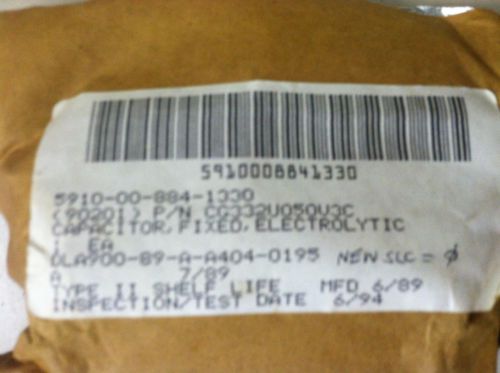 5910008841330
5910-00-884-1330
(90201) P/N CG332U050V3C
CAPACITOR, FIXED, ELECTROLYTIC
1 EA
DLA900-89-A-A404-0195 NEW SLC = Ø
A 7/89
TYPE II SHELF LIFE MFD 6/89
INSPECTION/TEST DATE 6/94